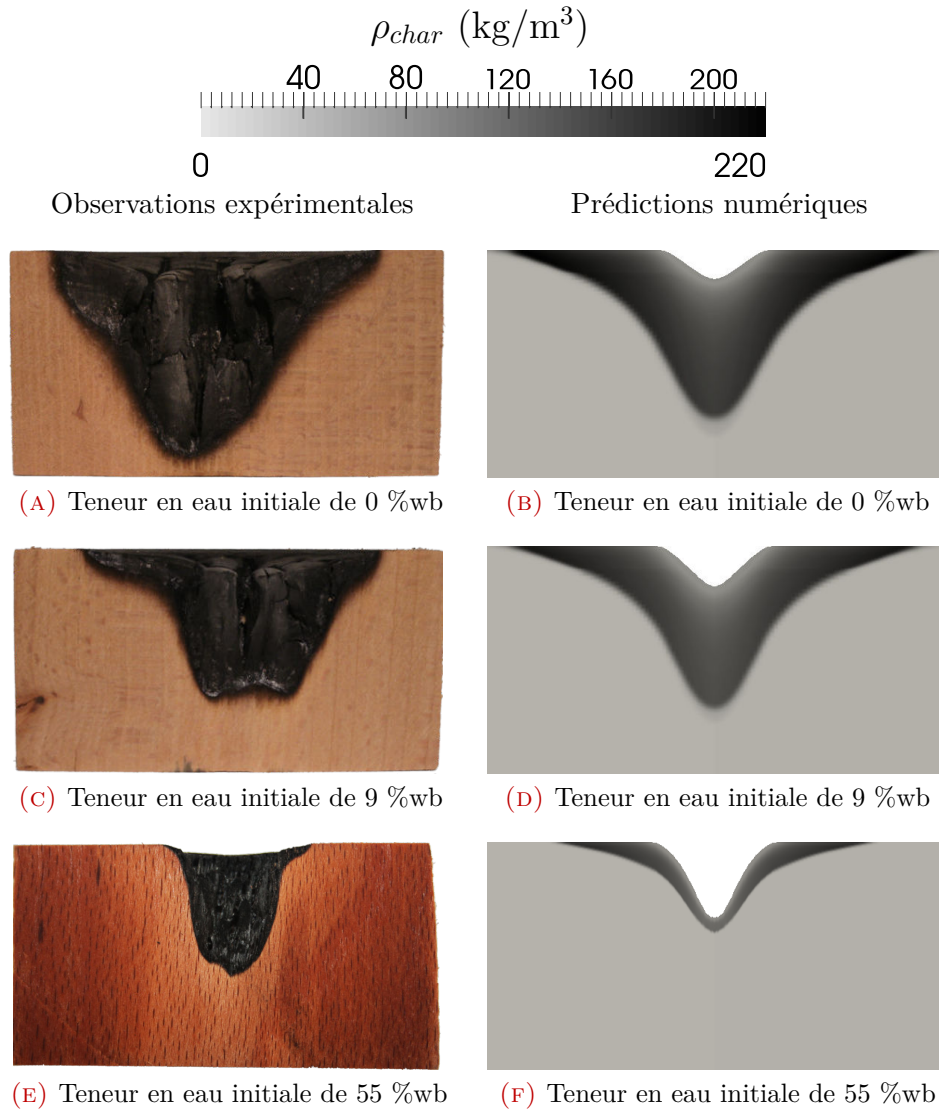 ρchar (kg/m³)
40 80 120 160 200
0 220
Observations expérimentales
Prédictions numériques
(A) Teneur en eau initiale de 0 %wb
(B) Teneur en eau initiale de 0 %wb
(C) Teneur en eau initiale de 9 %wb
(D) Teneur en eau initiale de 9 %wb
(E) Teneur en eau initiale de 55 %wb
(F) Teneur en eau initiale de 55 %wb